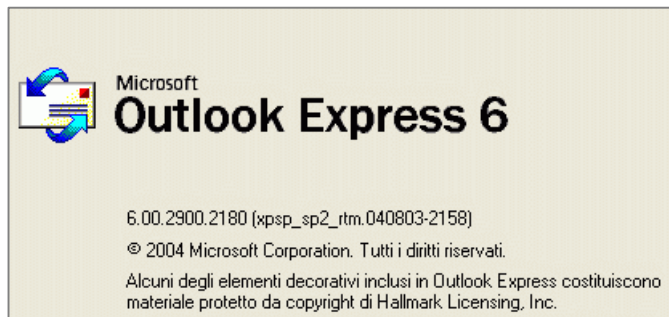 Microsoft
Outlook Express 6
6.00.2900.2180 (xpsp_sp2_rtm.040803-2158)
© 2004 Microsoft Corporation. Tutti i diritti riservati.
Alcuni degli elementi decorativi inclusi in Outlook Express costituiscono
materiale protetto da copyright di Hallmark Licensing, Inc.